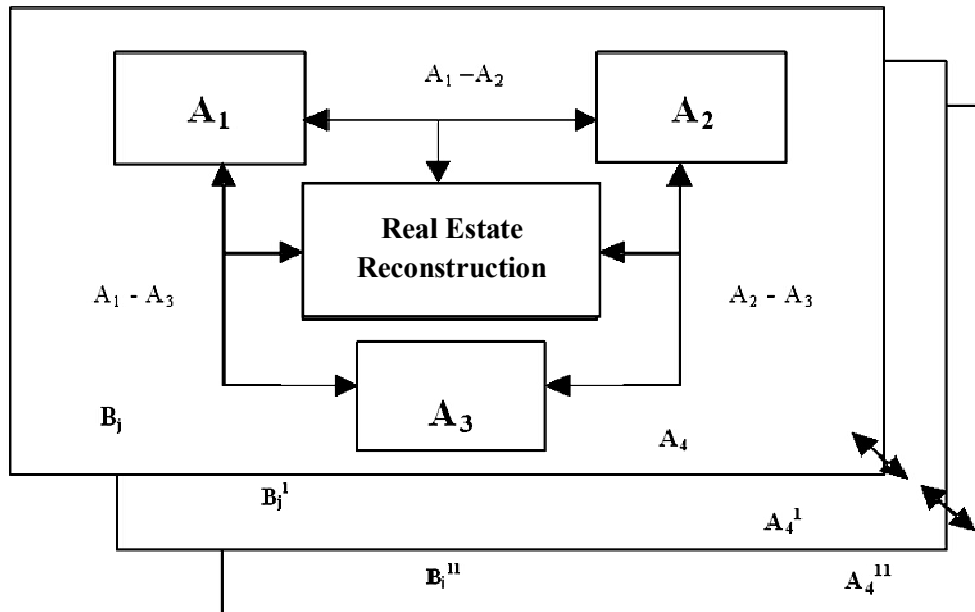 A₁ –A₂
A₁
A₂
Real Estate
Reconstruction
A₁ - A₃
A₂ – A₃
A₃
Bⱼ
A₄
Bⱼ¹
A₄¹
Bⱼ¹¹
A₄¹¹